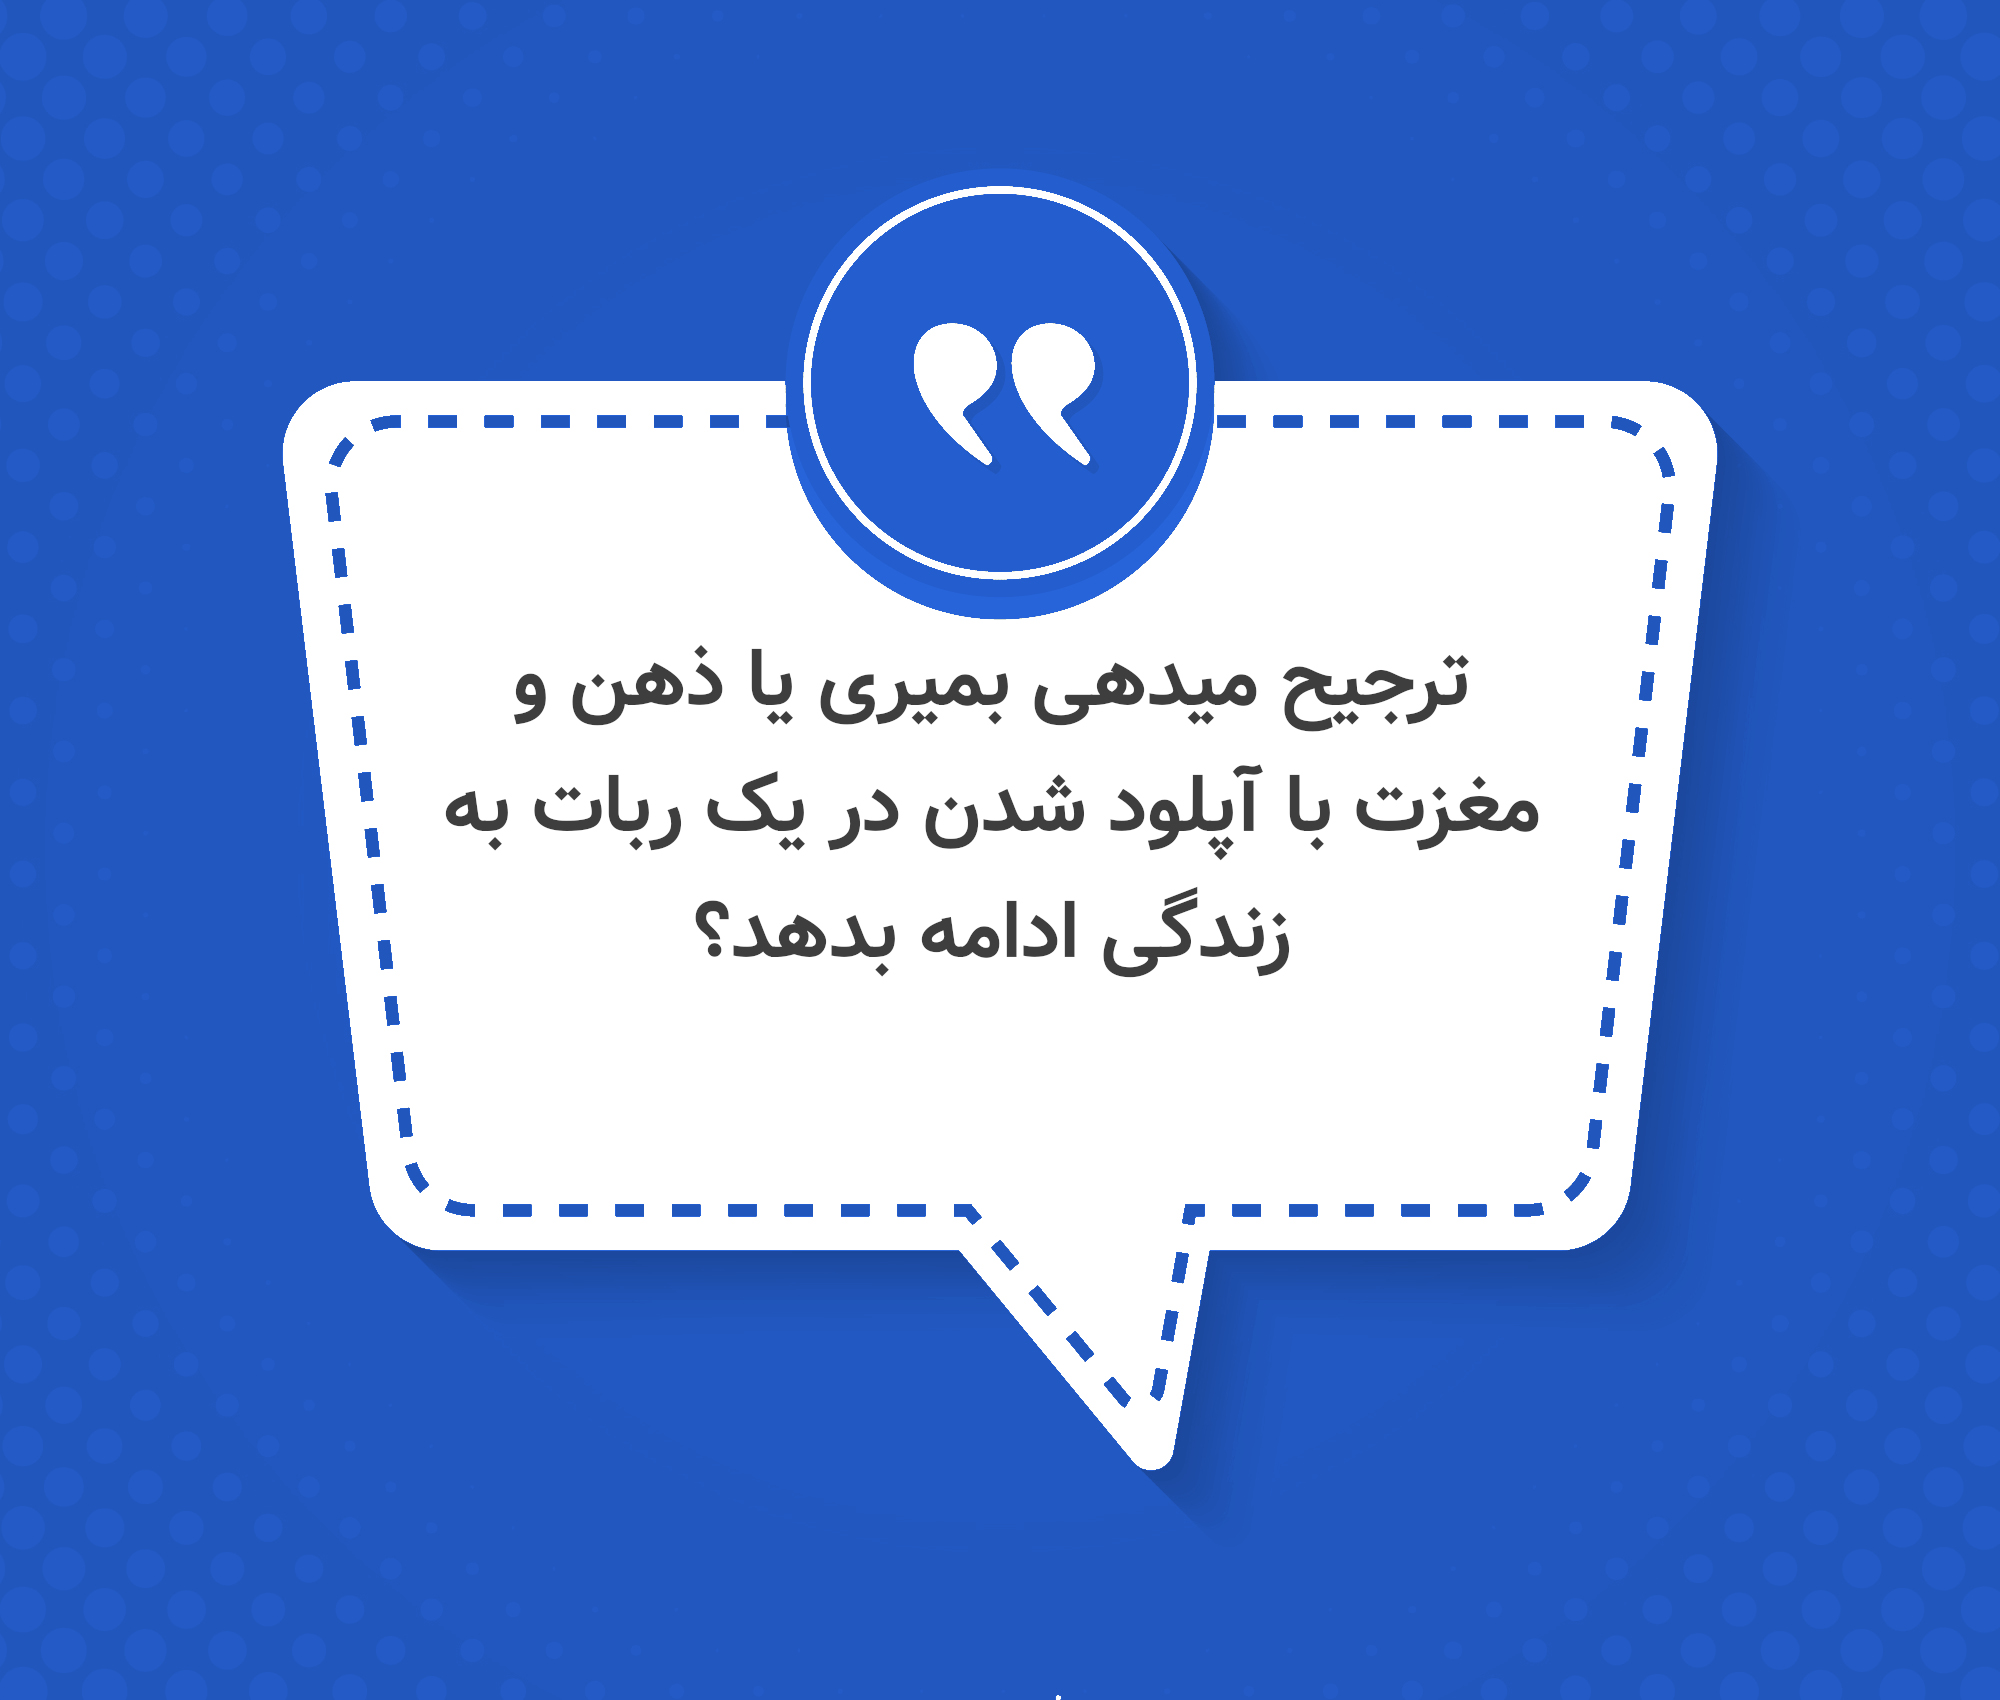 ترجیح میدهی بمیری یا ذهن و
مغزت با آپلود شدن در یک ربات به
زندگی ادامه بدهد؟